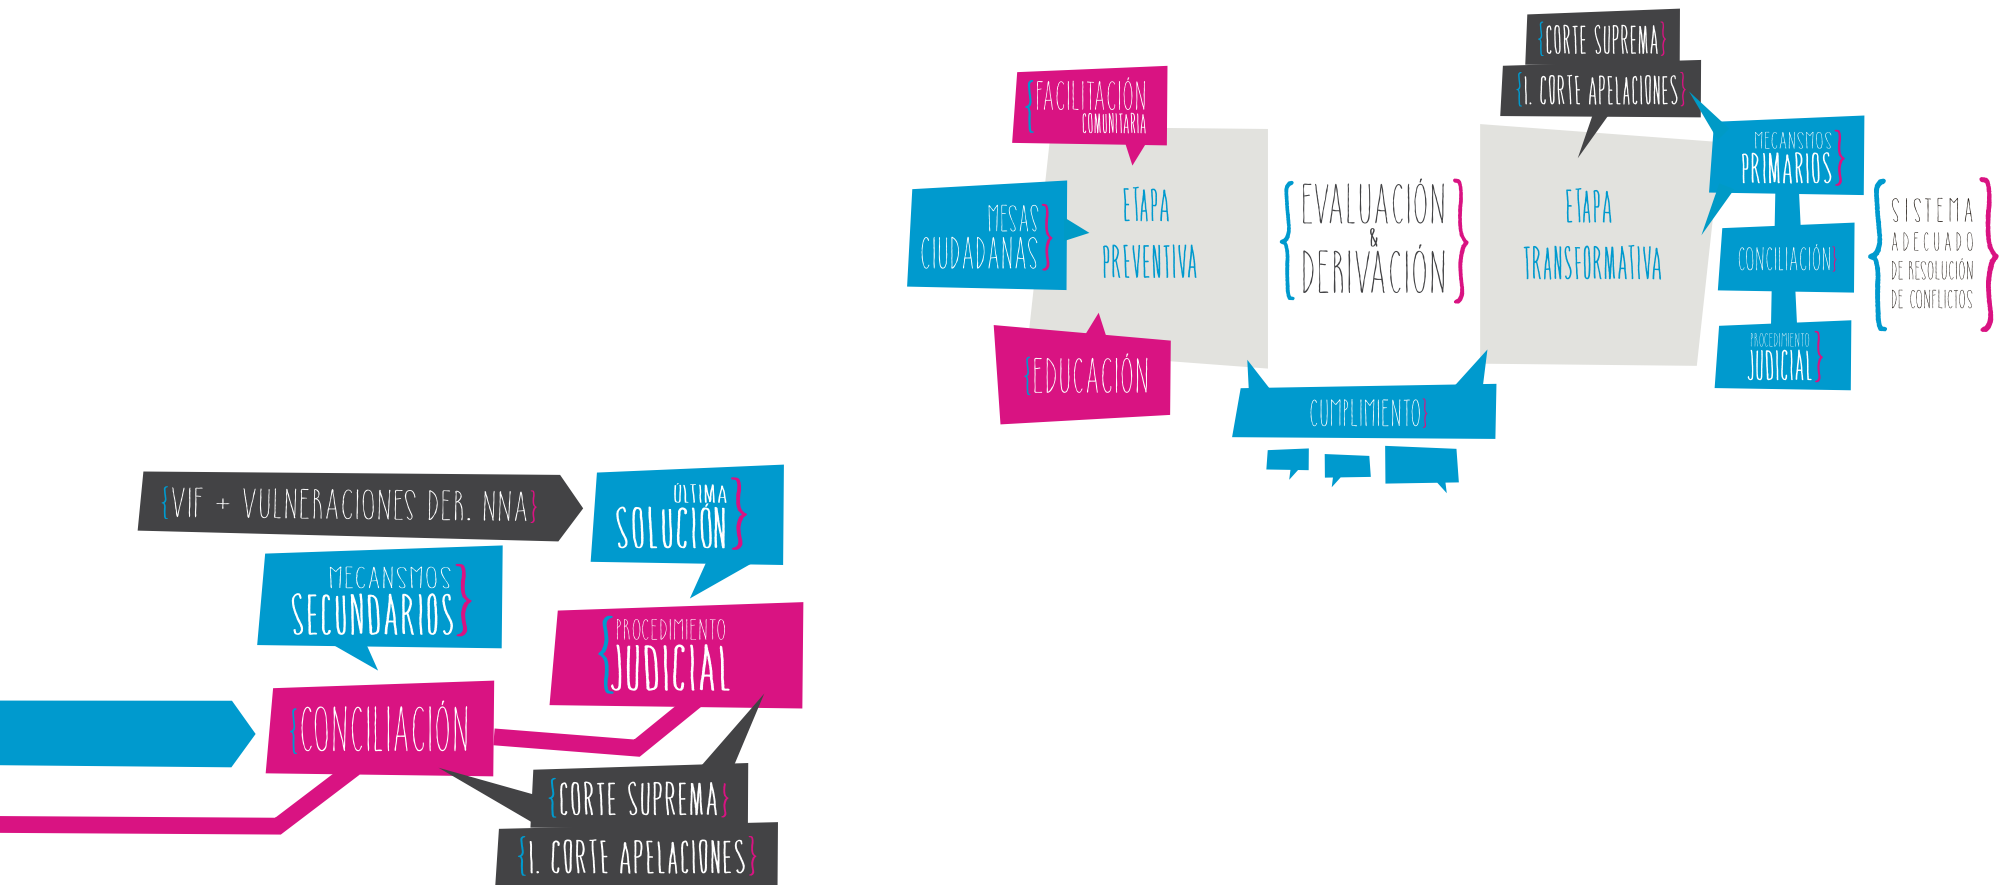 {CORTE SUPREMA}
{I. CORTE APELACIONES}
{FACILITACIÓN
COMUNITARIA
MESAS
CIUDADANAS}
{EDUCACIÓN
ETAPA
PREVENTIVA
{EVALUACIÓN
&
DERIVACIÓN}
ETAPA
TRANSFORMATIVA
MECANSMOS
PRIMARIOS}
CONCILIACIÓN}
PROCEDIMIENTO
JUDICIAL}
{SISTEMA
ADECUADO
DE RESOLUCIÓN
DE CONFLICTOS}
CUMPLIMIENTO}
{VIF + VULNERACIONES DER. NNA}
ÚLTIMA
SOLUCIÓN}
MECANSMOS
SECUNDARIOS}
{PROCEDIMIENTO
JUDICIAL
{CONCILIACIÓN
{CORTE SUPREMA}
{I. CORTE APELACIONES}